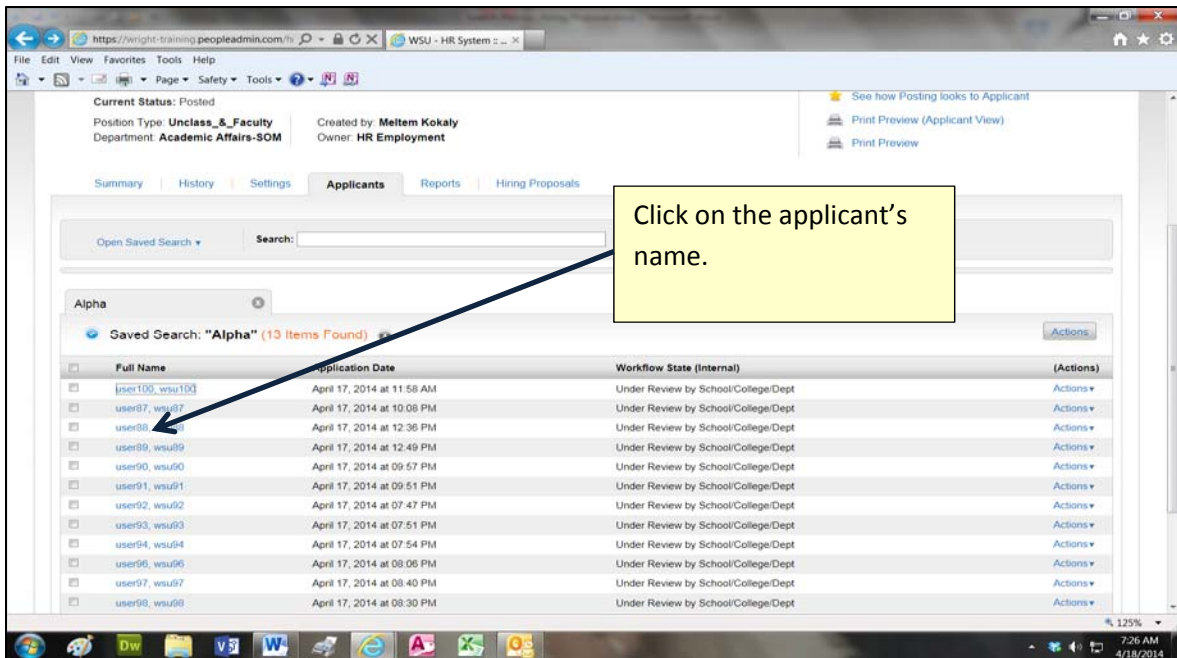 https://wright-training.peopleadmin.com/hi
WSU - HR System :: ...
File Edit View Favorites Tools Help
Page Safety Tools
Current Status: Posted
Position Type: Unclass_&_Faculty
Department: Academic Affairs-SOM
Created by: Meltem Kokaly
Owner: HR Employment
See how Posting looks to Applicant
Print Preview (Applicant View)
Print Preview
Summary History Settings Applicants Reports Hiring Proposals
Open Saved Search Search:
Click on the applicant's
name.
Alpha
Saved Search: "Alpha" (13 Items Found)
Actions
Full Name Application Date Workflow State (Internal) (Actions)
user100, wsu100 April 17, 2014 at 11:58 AM Under Review by School/College/Dept Actions
user87, wsu87 April 17, 2014 at 10:08 PM Under Review by School/College/Dept Actions
user88, April 17, 2014 at 12:36 PM Under Review by School/College/Dept Actions
user89, wsu89 April 17, 2014 at 12:49 PM Under Review by School/College/Dept Actions
user90, wsu90 April 17, 2014 at 09:57 PM Under Review by School/College/Dept Actions
user91, wsu91 April 17, 2014 at 09:51 PM Under Review by School/College/Dept Actions
user92, wsu92 April 17, 2014 at 07:47 PM Under Review by School/College/Dept Actions
user93, wsu93 April 17, 2014 at 07:51 PM Under Review by School/College/Dept Actions
user94, wsu94 April 17, 2014 at 07:54 PM Under Review by School/College/Dept Actions
user96, wsu96 April 17, 2014 at 08:06 PM Under Review by School/College/Dept Actions
user97, wsu97 April 17, 2014 at 08:40 PM Under Review by School/College/Dept Actions
user98, wsu98 April 17, 2014 at 08:30 PM Under Review by School/College/Dept Actions
125%
Dw
7:26 AM
4/18/2014